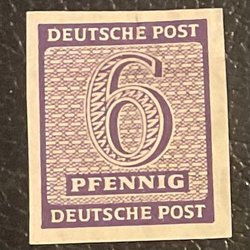 DEUTSCHE POST
6
PFENNIG
DEUTSCHE POST